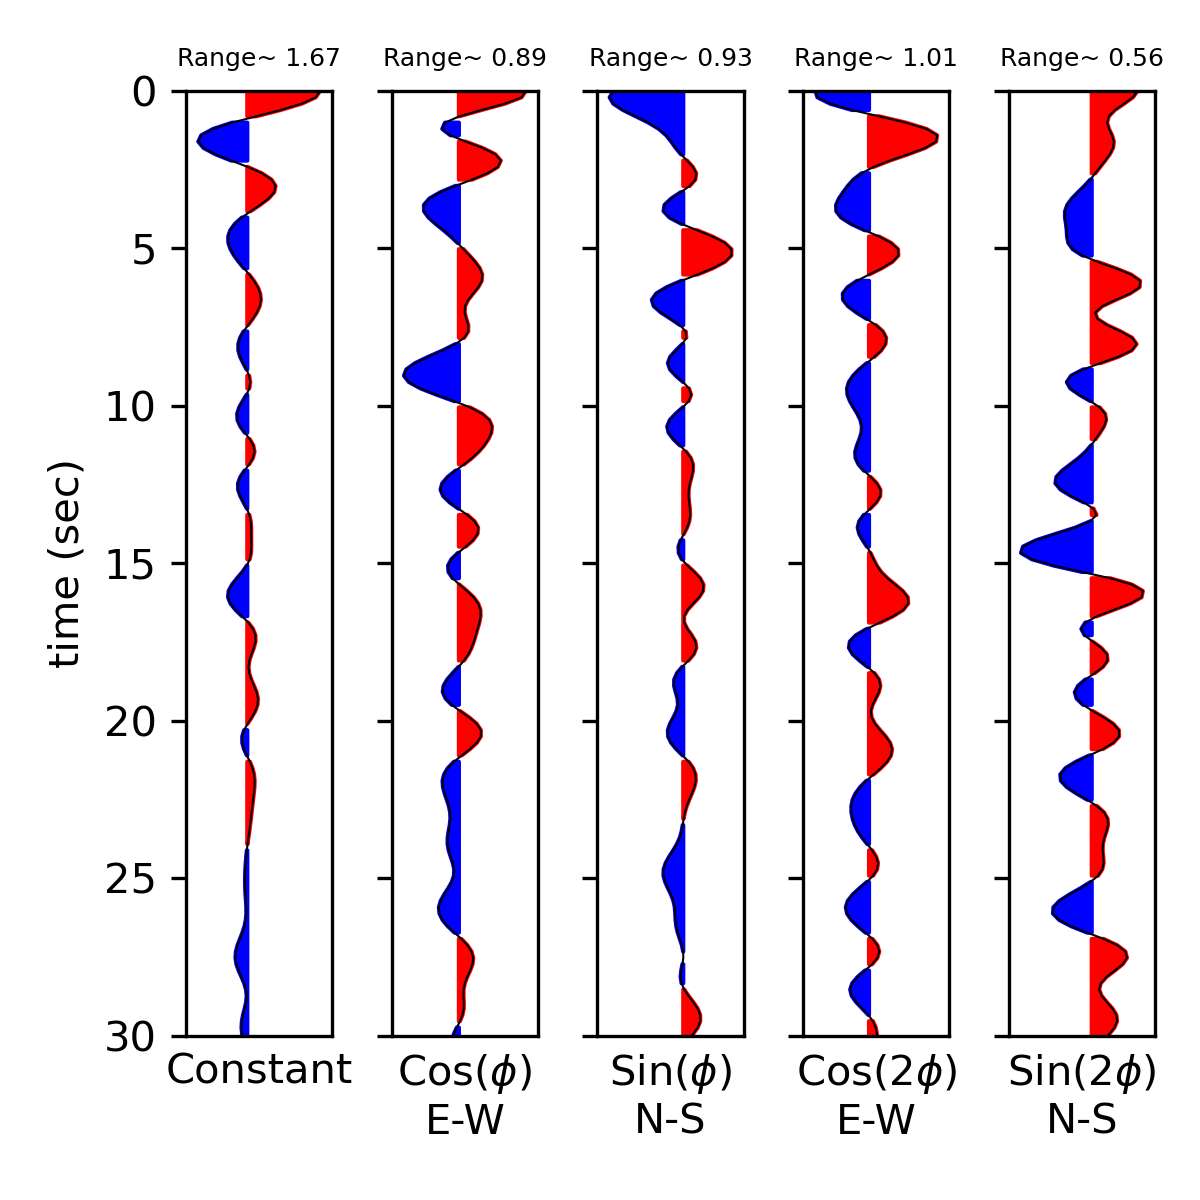 Range~ 1.67 Range~ 0.89 Range~ 0.93 Range~ 1.01 Range~ 0.56
0
5
10
15
20
25
30
time (sec)
Constant Cos(ϕ) Sin(ϕ) Cos(2ϕ) Sin(2ϕ)
E-W N-S E-W N-S